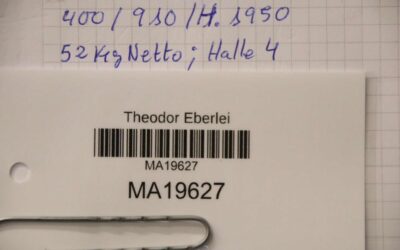 400/910/H. 1950
52 Kg Netto; Halle 4
Theodor Eberlei
MA19627
MA19627